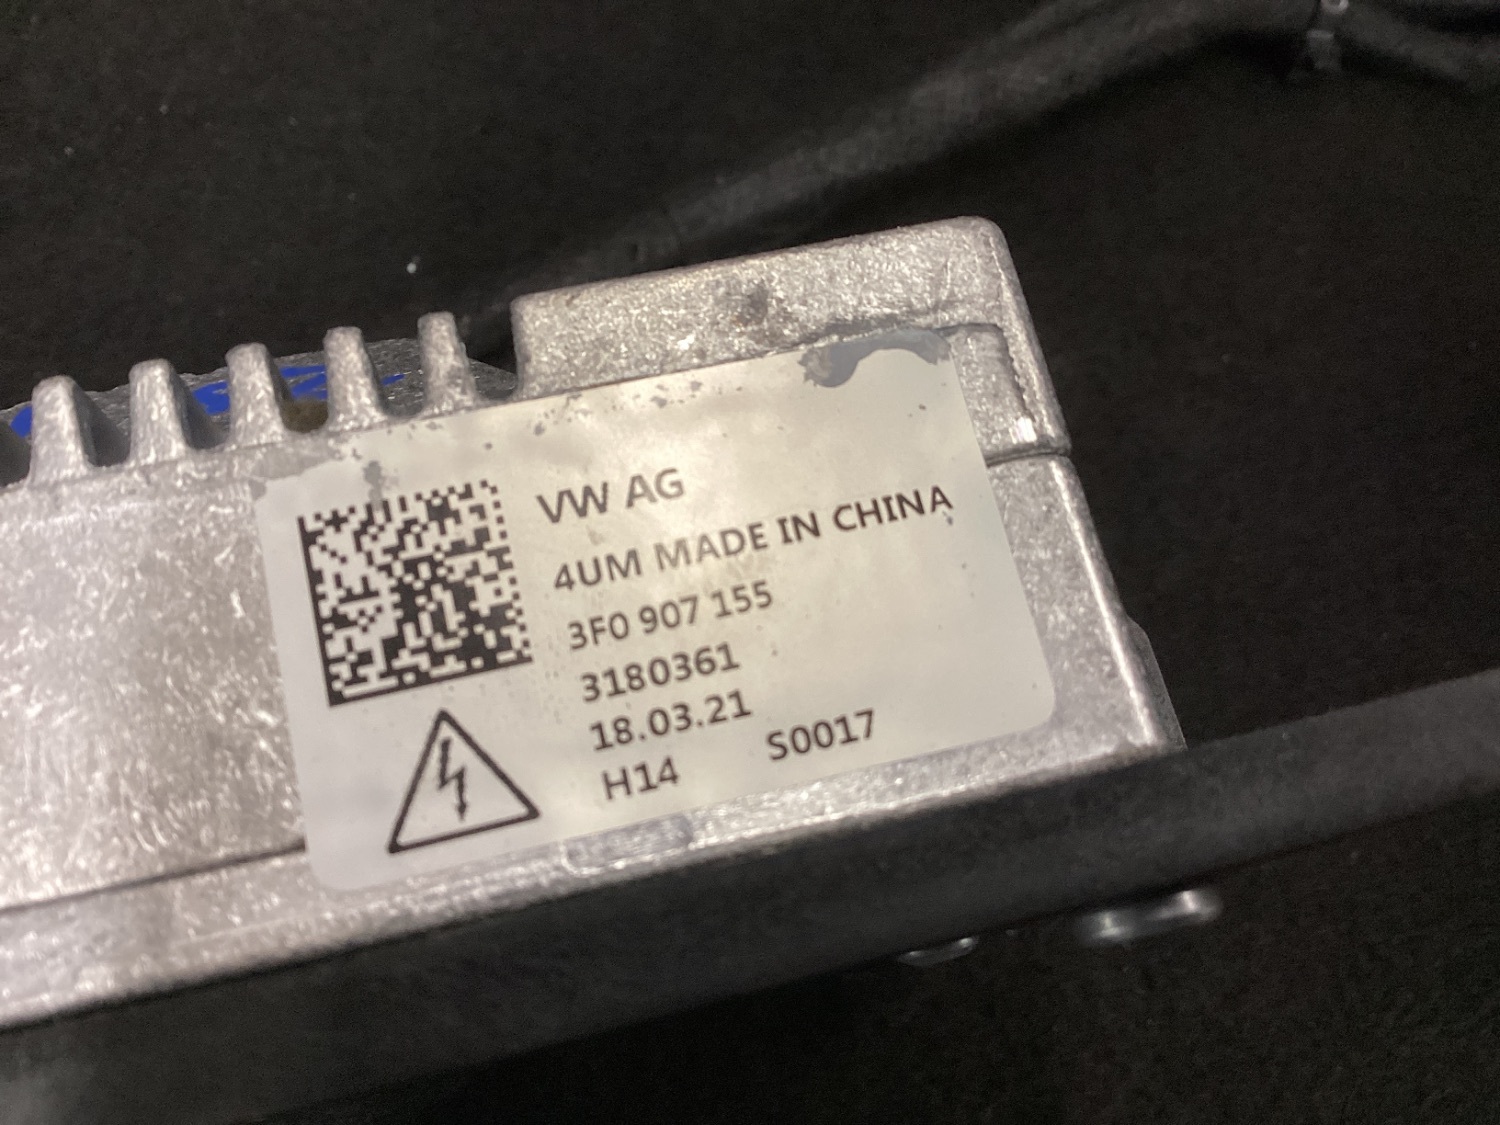 VW AG
4UM MADE IN CHINA
3F0 907 155
3180361
18.03.21
H14 S0017